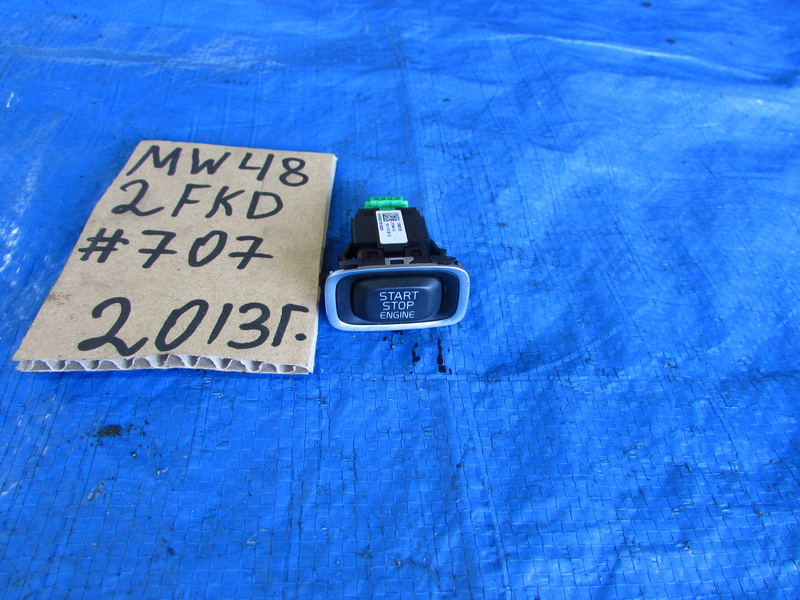 MW48
2FKD
#707
2013г.
START
STOP
ENGINE